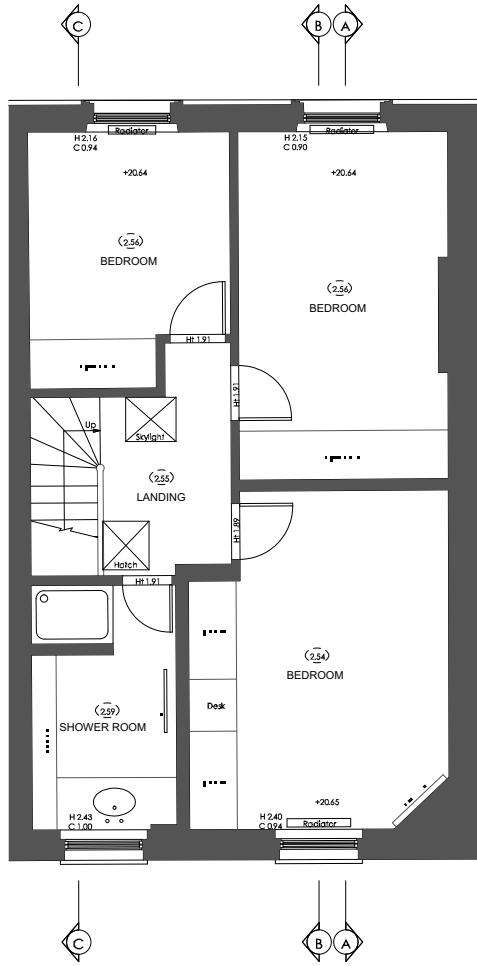 C
B
A
Radiator
Radiator
H 2.16
C 0.94
H 2.15
C 0.90
+20.64
+20.64
(2.56)
BEDROOM
(2.56)
BEDROOM
Ht 1.91
Ht 1.91
Up
Skylight
(2.55)
LANDING
Ht 1.89
Hatch
Ht 1.91
(2.54)
BEDROOM
Desk
(2.59)
SHOWER ROOM
+20.65
H 2.43
C 1.00
H 2.40
C 0.94
Radiator
C
B
A